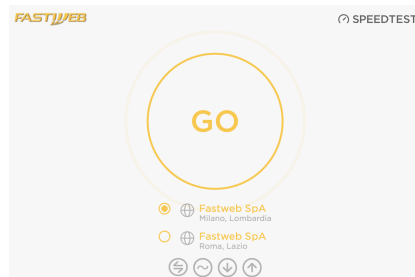 FASTWEB
SPEEDTEST
GO
Fastweb SpA
Milano, Lombardia
Fastweb SpA
Roma, Lazio